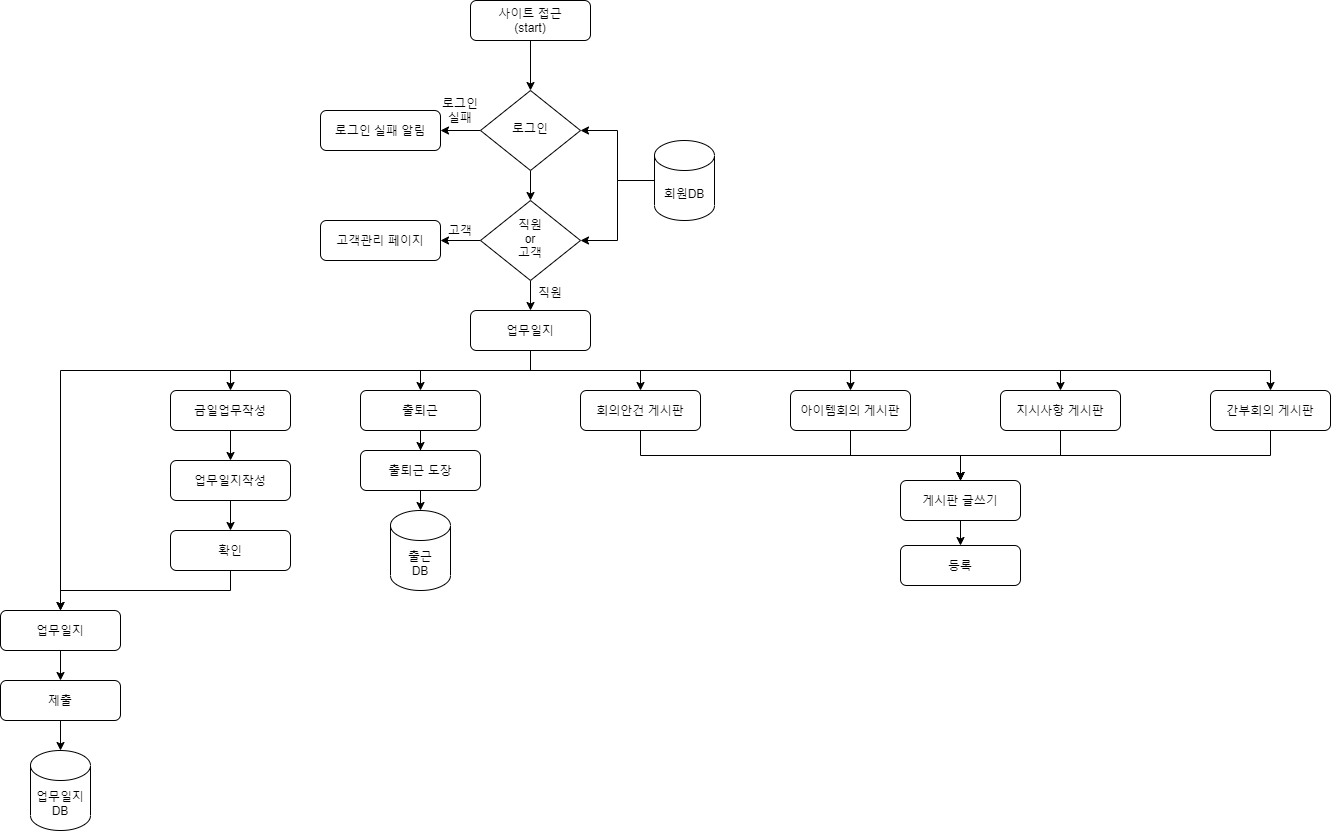 사이트 접근
(start)
로그인
실패
로그인 실패 알림
로그인
회원DB
고객관리 페이지
고객
직원
or
고객
직원
업무일지
금일업무작성
출퇴근
회의안건 게시판
아이템회의 게시판
지시사항 게시판
간부회의 게시판
업무일지작성
출퇴근 도장
게시판 글쓰기
확인
출근
DB
등록
업무일지
제출
업무일지
DB